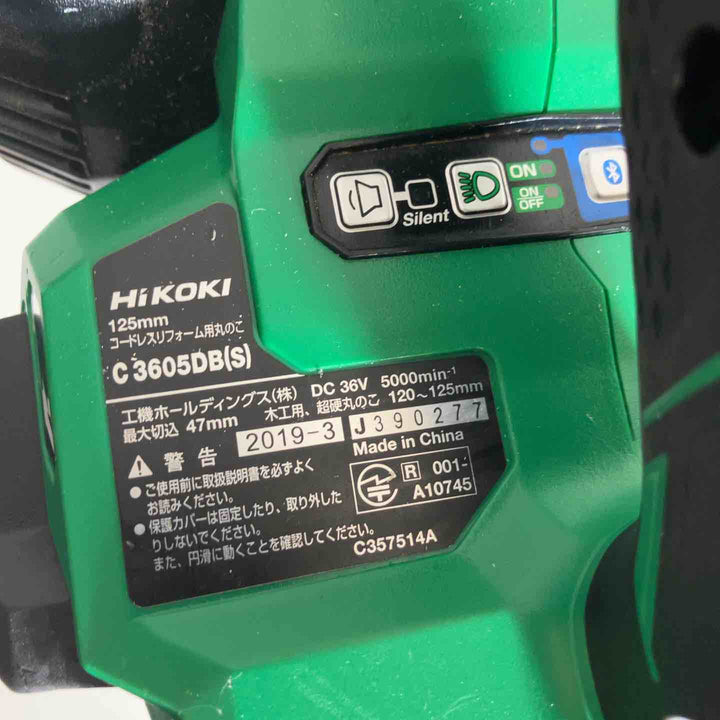 Silent
ON
ON
OFF
HiKOKI
125mm
コードレスリフォーム用丸のこ
C 3605DB(S)
工機ホールディングス(株) DC 36V 5000min-1
最大切込 47mm 木工用、超硬丸のこ 120~125mm
警告 2019-3 J390277
Made in China
● ご使用前に取扱説明書を必ずよく
お読みください。
● 保護カバーは固定したり、取り外した
りしないでください。
また、円滑に動くことを確認してください。
R 001-
A10745
C357514A